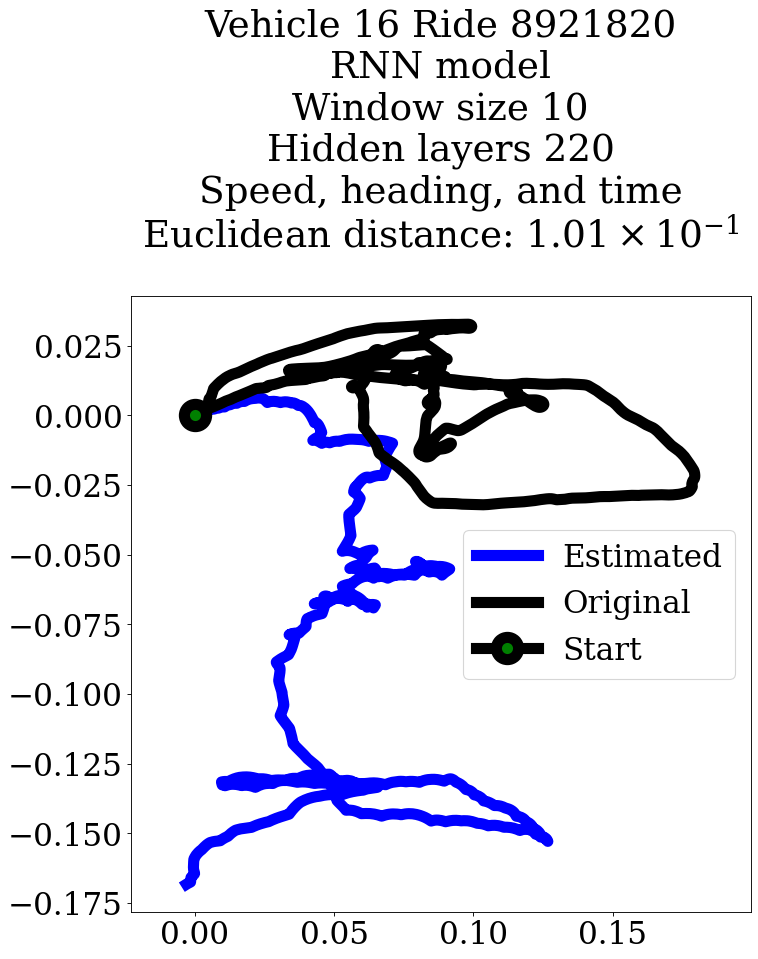 Vehicle 16 Ride 8921820
RNN model
Window size 10
Hidden layers 220
Speed, heading, and time
Euclidean distance: 1.01 × 10⁻¹
0.025
0.000
−0.025
−0.050
−0.075
−0.100
−0.125
−0.150
−0.175
Estimated
Original
Start
0.00 0.05 0.10 0.15